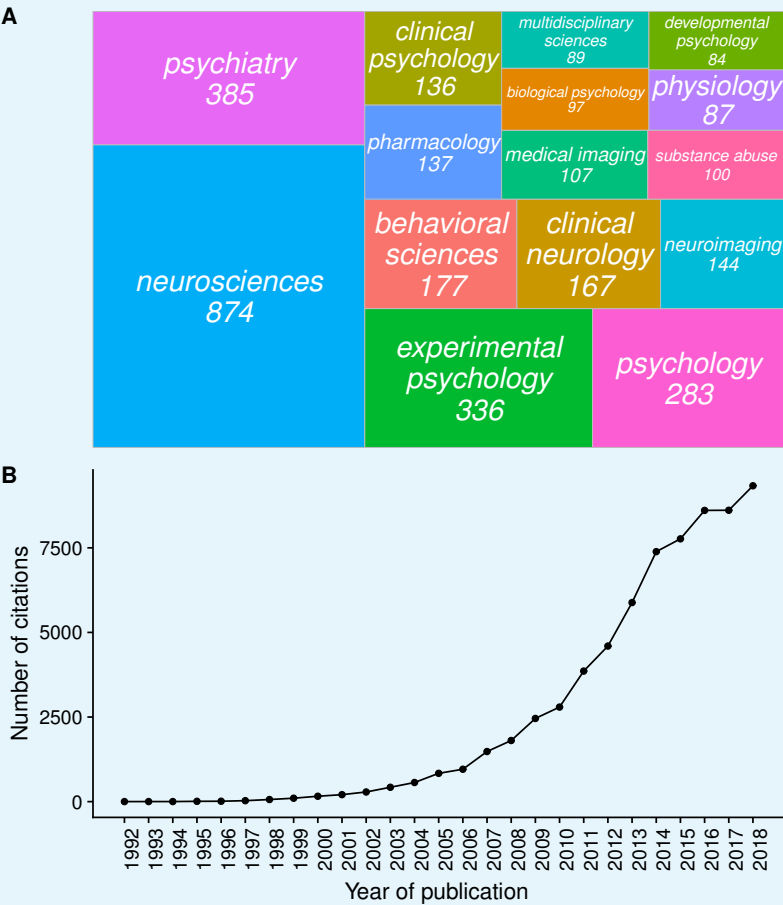 A
psychiatry
385
neurosciences
874
clinical
psychology
136
pharmacology
137
multidisciplinary
sciences
89
developmental
psychology
84
biological psychology
97
physiology
87
medical imaging
107
substance abuse
100
behavioral
sciences
177
clinical
neurology
167
neuroimaging
144
experimental
psychology
336
psychology
283
B
Number of citations
7500
5000
2500
0
1992
1993
1994
1995
1996
1997
1998
1999
2000
2001
2002
2003
2004
2005
2006
2007
2008
2009
2010
2011
2012
2013
2014
2015
2016
2017
2018
Year of publication